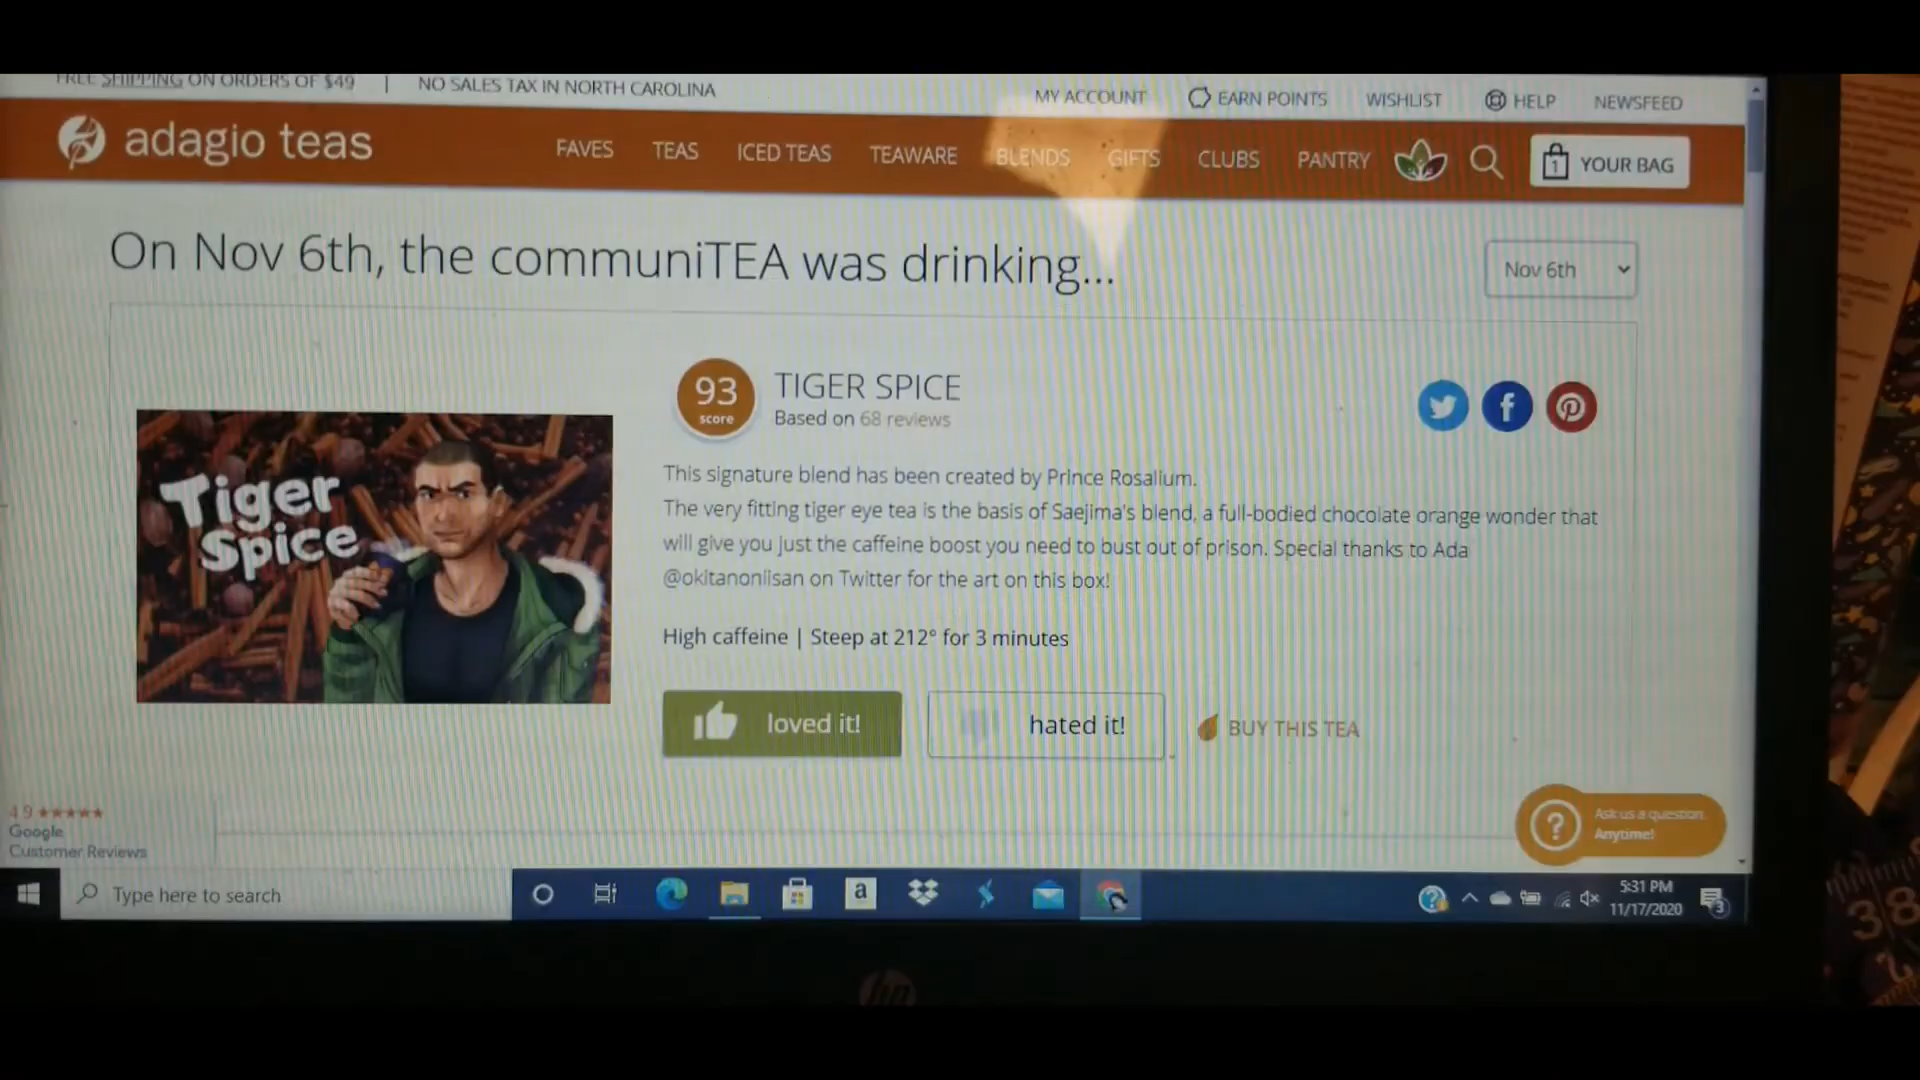 FREE SHIPPING ON ORDERS OF $49 | NO SALES TAX IN NORTH CAROLINA
MY ACCOUNT EARN POINTS WISHLIST HELP NEWSFEED
adagio teas FAVES TEAS ICED TEAS TEAWARE BLENDS GIFTS CLUBS PANTRY 1 YOUR BAG
On Nov 6th, the communiTEA was drinking...
Nov 6th
93 score
TIGER SPICE
Based on 68 reviews
Tiger
Spice
This signature blend has been created by Prince Rosalium.
The very fitting tiger eye tea is the basis of Saejima's blend, a full-bodied chocolate orange wonder that
will give you just the caffeine boost you need to bust out of prison. Special thanks to Ada
@okitanoniisan on Twitter for the art on this box!
High caffeine | Steep at 212° for 3 minutes
loved it! hated it! BUY THIS TEA
4.9 ★★★★★
Google
Customer Reviews
Ask us a question.
Anytime!
Type here to search
a
5:31 PM
11/17/2020
3
hp
38